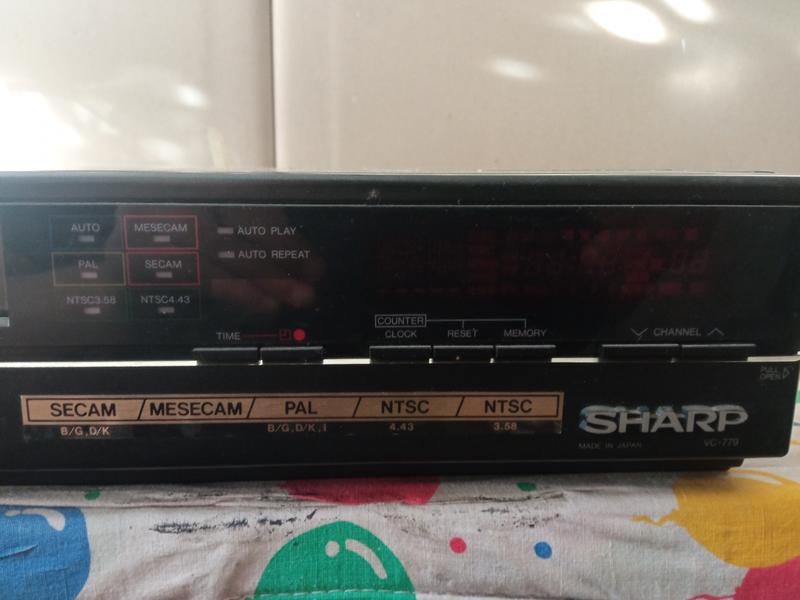 AUTO MESECAM AUTO PLAY
PAL SECAM AUTO REPEAT
NTSC3.58 NTSC4.43
COUNTER
TIME CLOCK RESET MEMORY CHANNEL
PULL
OPEN
SECAM / MESECAM / PAL / NTSC / NTSC
B/G,D/K B/G,D/K,I 4.43 3.58
SHARP
MADE IN JAPAN VC-779